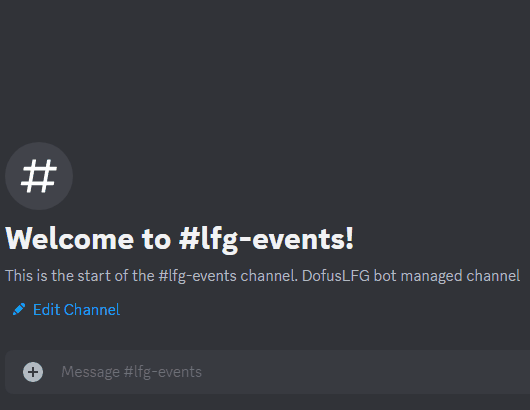 #
Welcome to #lfg-events!
This is the start of the #lfg-events channel. DofusLFG bot managed channel
Edit Channel
Message #lfg-events